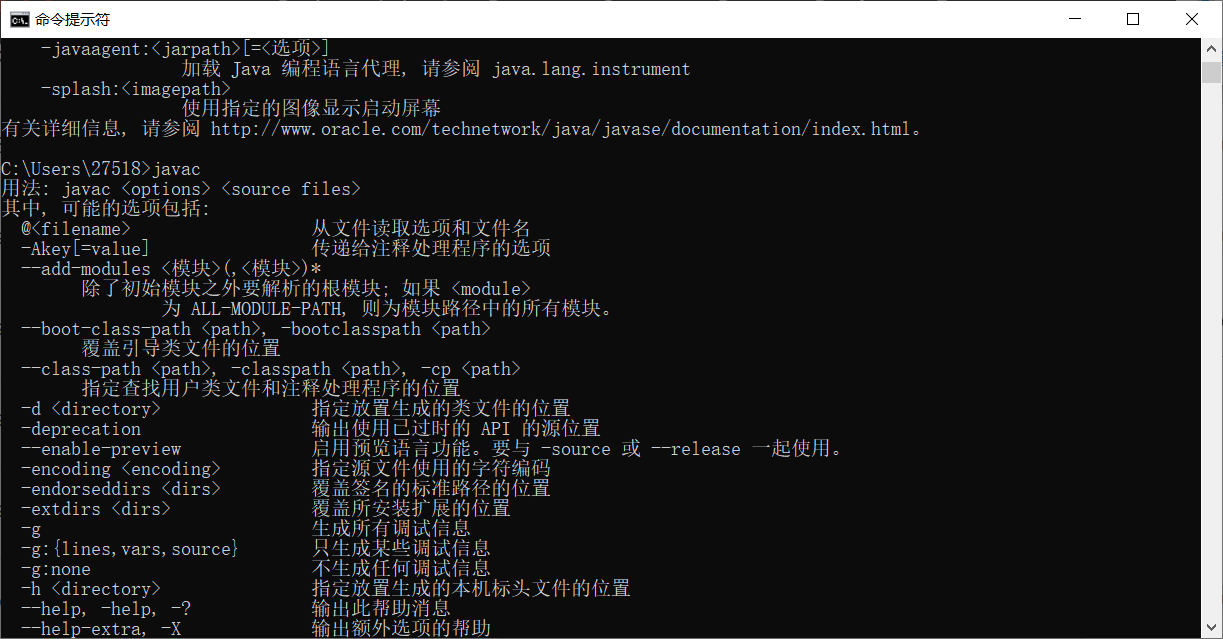 命令提示符
-javaagent:<jarpath>[=<选项>]
加载 Java 编程语言代理, 请参阅 java.lang.instrument
-splash:<imagepath>
使用指定的图像显示启动屏幕
有关详细信息, 请参阅 http://www.oracle.com/technetwork/java/javase/documentation/index.html。
C:\Users\27518>javac
用法: javac <options> <source files>
其中, 可能的选项包括:
@<filename> 从文件读取选项和文件名
-Akey[=value] 传递给注释处理程序的选项
--add-modules <模块>(,<模块>)*
除了初始模块之外要解析的根模块; 如果 <module>
为 ALL-MODULE-PATH, 则为模块路径中的所有模块。
--boot-class-path <path>, -bootclasspath <path>
覆盖引导类文件的位置
--class-path <path>, -classpath <path>, -cp <path>
指定查找用户类文件和注释处理程序的位置
-d <directory> 指定放置生成的类文件的位置
-deprecation 输出使用已过时的 API 的源位置
--enable-preview 启用预览语言功能。要与 -source 或 --release 一起使用。
-encoding <encoding> 指定源文件使用的字符编码
-endorseddirs <dirs> 覆盖签名的标准路径的位置
-extdirs <dirs> 覆盖所安装扩展的位置
-g 生成所有调试信息
-g:{lines,vars,source} 只生成某些调试信息
-g:none 不生成任何调试信息
-h <directory> 指定放置生成的本机标头文件的位置
--help, -help, -? 输出此帮助消息
--help-extra, -X 输出额外选项的帮助